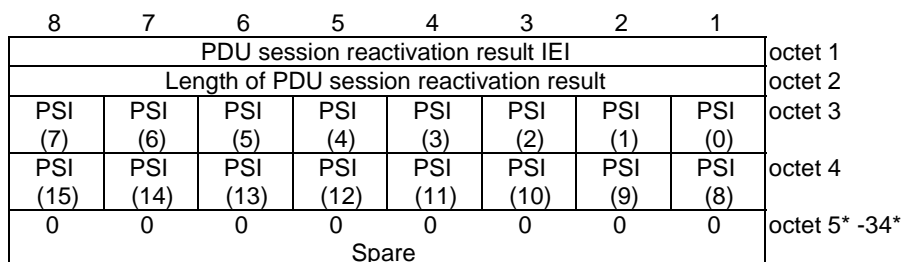 8 7 6 5 4 3 2 1
PDU session reactivation result IEI octet 1
Length of PDU session reactivation result octet 2
PSI PSI PSI PSI PSI PSI PSI PSI octet 3
(7) (6) (5) (4) (3) (2) (1) (0)
PSI PSI PSI PSI PSI PSI PSI PSI octet 4
(15) (14) (13) (12) (11) (10) (9) (8)
0 0 0 0 0 0 0 0 octet 5* -34*
Spare